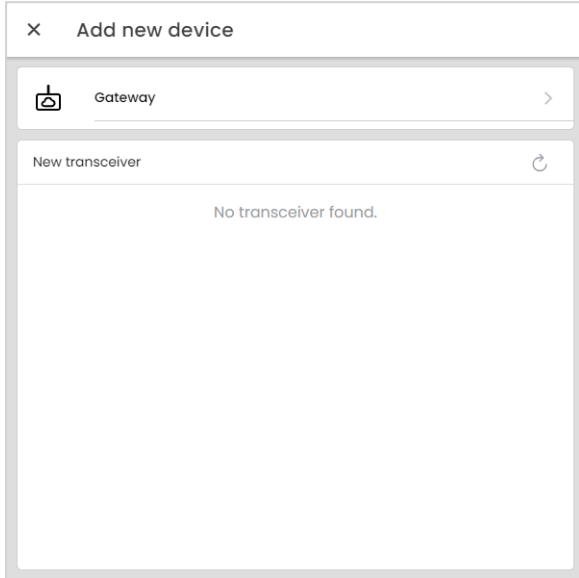 Add new device
Gateway
New transceiver
No transceiver found.